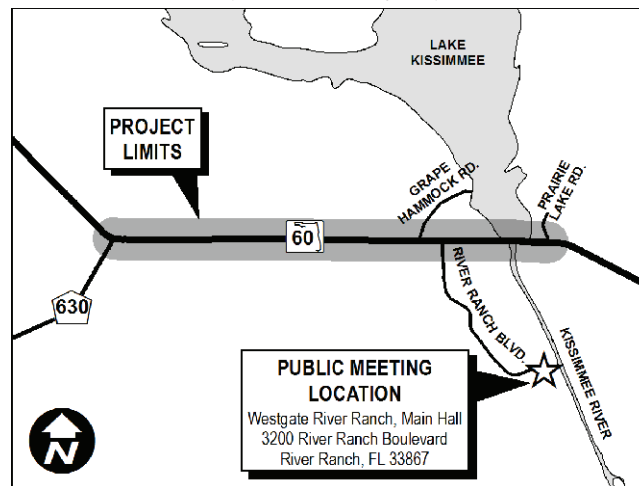 LAKE
KISSIMMEE
PROJECT
LIMITS
GRAPE
HAMMOCK RD.
PRAIRIE
LAKE RD.
60
630
RIVER RANCH BLVD.
KISSIMMEE RIVER
PUBLIC MEETING
LOCATION
Westgate River Ranch, Main Hall
3200 River Ranch Boulevard
River Ranch, FL 33867
N